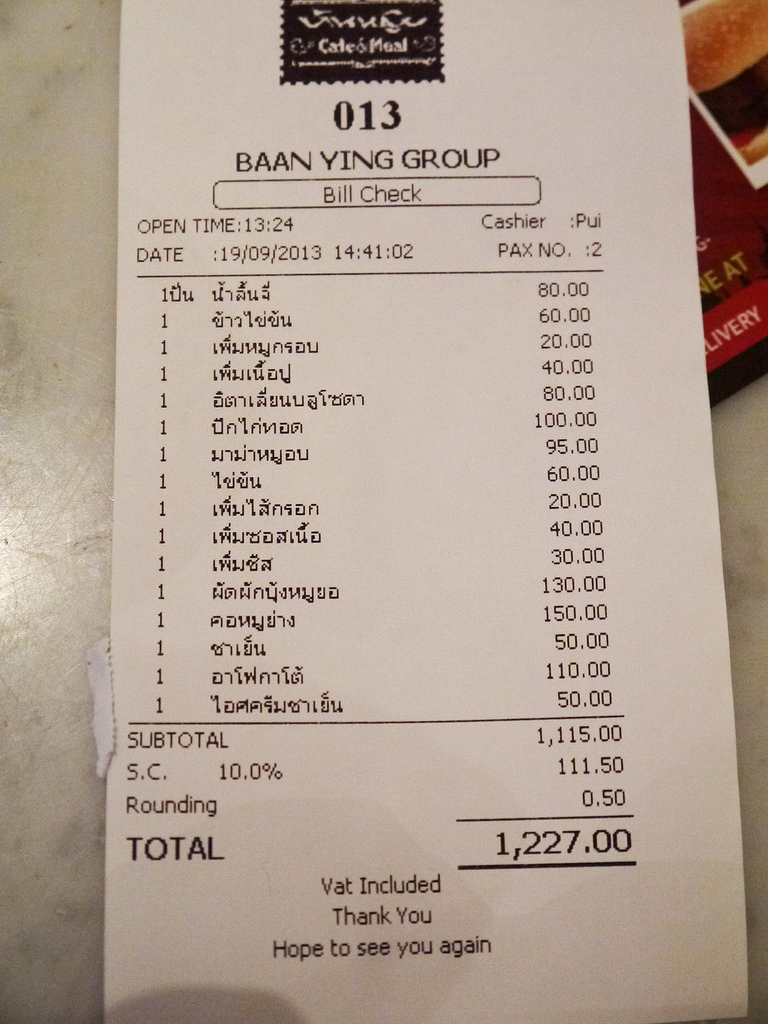 บ้านหญิง
Cafe & Meal
013
BAAN YING GROUP
Bill Check
OPEN TIME:13:24 Cashier :Pui
DATE :19/09/2013 14:41:02 PAX NO. :2
1ปั่น น้ำลิ้นจี่ 80.00
1 ข้าวไข่ข้น 60.00
1 เพิ่มหมูกรอบ 20.00
1 เพิ่มเนื้อปู 40.00
1 อิตาเลี่ยนบลูโซดา 80.00
1 ปีกไก่ทอด 100.00
1 มาม่าหมูอบ 95.00
1 ไข่ข้น 60.00
1 เพิ่มไส้กรอก 20.00
1 เพิ่มซอสเนื้อ 40.00
1 เพิ่มชีส 30.00
1 ผัดผักบุ้งหมูยอ 130.00
1 คอหมูย่าง 150.00
1 ชาเย็น 50.00
1 อาโฟกาโต้ 110.00
1 ไอศครีมชาเย็น 50.00
SUBTOTAL 1,115.00
S.C. 10.0% 111.50
Rounding 0.50
TOTAL 1,227.00
Vat Included
Thank You
Hope to see you again
G-
NE AT
LIVERY